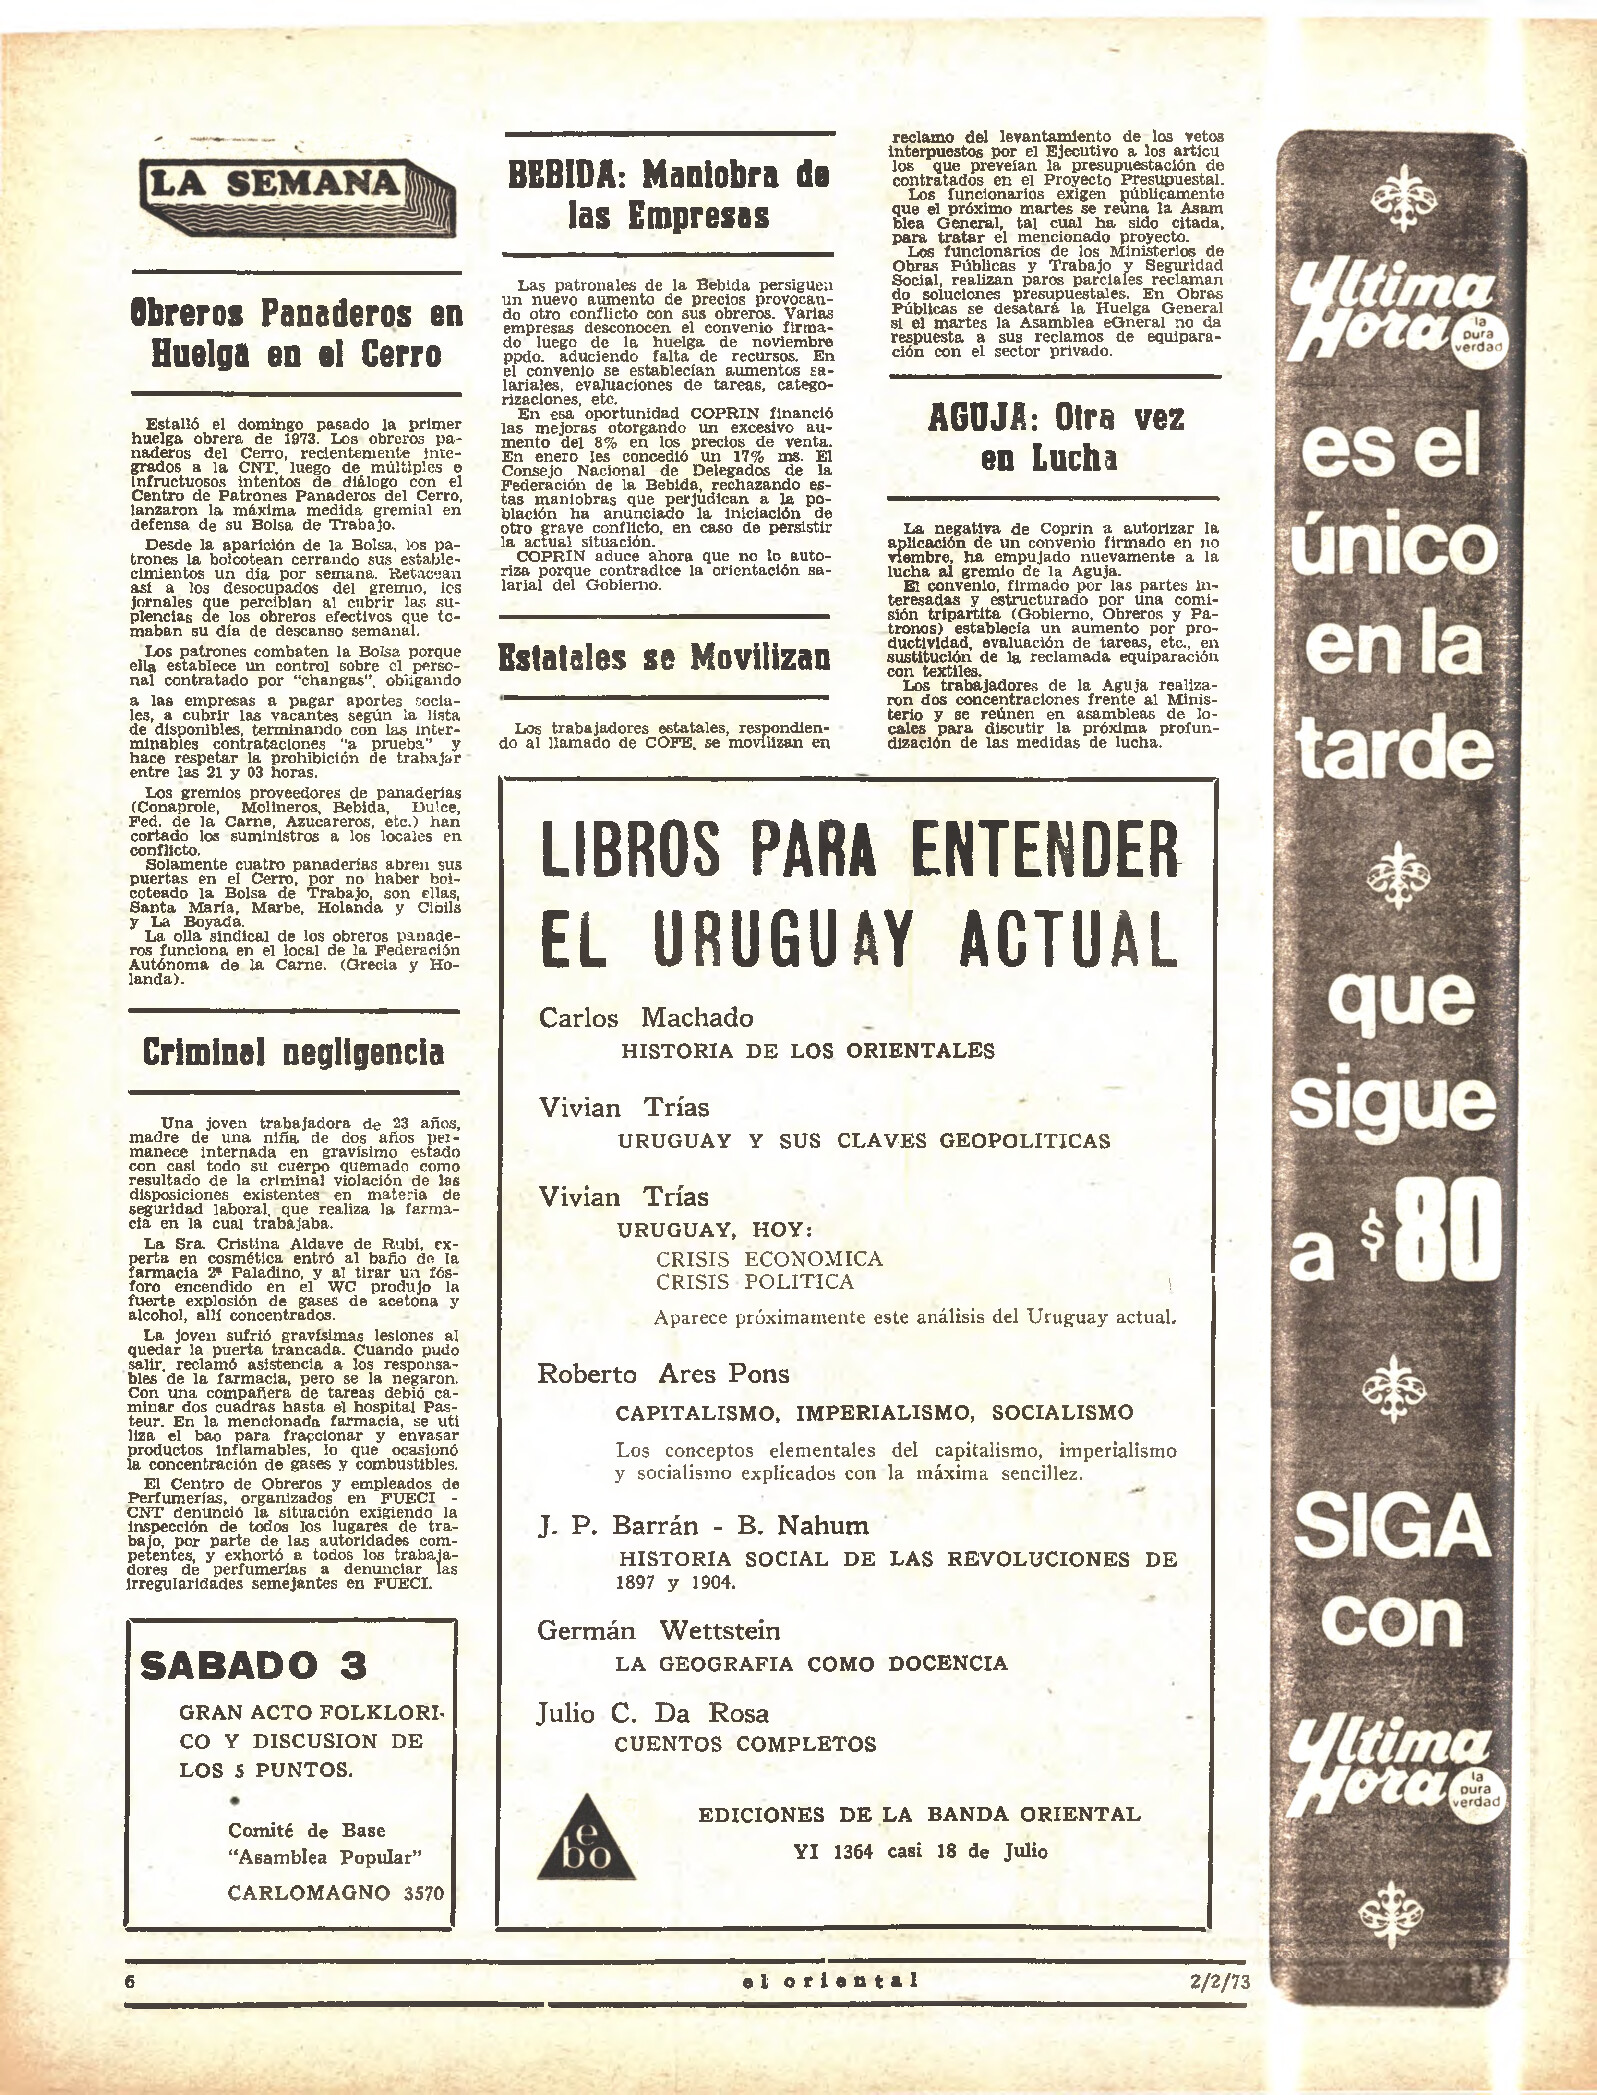 LA SEMANA
Obreros Panaderos en
Huelga en el Cerro
Estalló el domingo pasado la primer
huelga obrera de 1973. Los obreros pa-
naderos del Cerro, recientemente inte-
grados a la CNT, luego de múltiples e
infructuosos intentos de diálogo con el
Centro de Patrones Panaderos del Cerro,
lanzaron la máxima medida gremial en
defensa de su Bolsa de Trabajo.
Desde la aparición de la Bolsa, los pa-
trones la boicotean cerrando sus estable-
cimientos un día por semana. Retacean
así a los desocupados del gremio, los
jornales que percibían al cubrir las su-
plencias de los obreros efectivos que to-
maban su día de descanso semanal.
Los patrones combaten la Bolsa porque
ella establece un control sobre el perso-
nal contratado por "changas", obligando
a las empresas a pagar aportes socia-
les, a cubrir las vacantes según la lista
de disponibles, terminando con las inter-
minables contrataciones "a prueba" y
hace respetar la prohibición de trabajar
entre las 21 y 03 horas.
Los gremios proveedores de panaderías
(Conaprole, Molineros, Bebida, Dulce,
Fed. de la Carne, Azucareros, etc.) han
cortado los suministros a los locales en
conflicto.
Solamente cuatro panaderías abren sus
puertas en el Cerro, por no haber boi-
coteado la Bolsa de Trabajo, son ellas,
Santa María, Marbe, Holanda y Cloils
y La Boyada.
La olla sindical de los obreros panade-
ros funciona en el local de la Federación
Autónoma de la Carne. (Grecia y Ho-
landa).
Criminal negligencia
Una joven trabajadora de 23 años,
madre de una niña de dos años per-
manece internada en gravísimo estado
con casi todo su cuerpo quemado como
resultado de la criminal violación de las
disposiciones existentes en materia de
seguridad laboral, que realiza la farma-
cia en la cual trabajaba.
La Sra. Cristina Aldave de Rubí, ex-
perta en cosmética entró al baño de la
farmacia 2ª Paladino, y al tirar un fós-
foro encendido en el WC produjo la
fuerte explosión de gases de acetona y
alcohol, allí concentrados.
La joven sufrió gravísimas lesiones al
quedar la puerta trancada. Cuando pudo
salir, reclamó asistencia a los responsa-
bles de la farmacia, pero se la negaron.
Con una compañera de tareas debió ca-
minar dos cuadras hasta el hospital Pas-
teur. En la mencionada farmacia, se uti
liza el bao para fraccionar y envasar
productos inflamables, lo que ocasionó
la concentración de gases y combustibles.
El Centro de Obreros y empleados de
Perfumerías, organizados en FUECI -
CNT denunció la situación exigiendo la
inspección de todos los lugares de tra-
bajo, por parte de las autoridades com-
petentes, y exhortó a todos los trabaja-
dores de perfumerías a denunciar las
irregularidades semejantes en FUECI.
SABADO 3
GRAN ACTO FOLKLORI-
CO Y DISCUSION DE
LOS 5 PUNTOS.
•
Comité de Base
"Asamblea Popular"
CARLOMAGNO 3570
BEBIDA: Maniobra de
las Empresas
Las patronales de la Bebida persiguen
un nuevo aumento de precios provocan-
do otro conflicto con sus obreros. Varias
empresas desconocen el convenio firma-
do luego de la huelga de noviembre
ppdo. aduciendo falta de recursos. En
el convenio se establecían aumentos sa-
lariales, evaluaciones de tareas, catego-
rizaciones, etc.
En esa oportunidad COPRIN financió
las mejoras otorgando un excesivo au-
mento del 8% en los precios de venta.
En enero les concedió un 17% ms. El
Consejo Nacional de Delegados de la
Federación de la Bebida, rechazando es-
tas maniobras que perjudican a la po-
blación ha anunciado la iniciación de
otro grave conflicto, en caso de persistir
la actual situación.
COPRIN aduce ahora que no lo auto-
riza porque contradice la orientación sa-
larial del Gobierno.
Estatales se Movilizan
Los trabajadores estatales, respondien-
do al llamado de COFE, se movilizan en
reclamo del levantamiento de los vetos
interpuestos por el Ejecutivo a los artícu
los que preveían la presupuestación de
contratados en el Proyecto Presupuestal.
Los funcionarios exigen públicamente
que el próximo martes se reúna la Asam
blea General, tal cual ha sido citada,
para tratar el mencionado proyecto.
Los funcionarios de los Ministerios de
Obras Públicas y Trabajo y Seguridad
Social, realizan paros parciales reclaman
do soluciones presupuestales. En Obras
Públicas se desatará la Huelga General
si el martes la Asamblea eGneral no da
respuesta a sus reclamos de equipara-
ción con el sector privado.
AGUJA: Otra vez
en Lucha
La negativa de Coprin a autorizar la
aplicación de un convenio firmado en no
viembre, ha empujado nuevamente a la
lucha al gremio de la Aguja.
El convenio, firmado por las partes in-
teresadas y estructurado por una comi-
sión tripartita (Gobierno, Obreros y Pa-
tronos) establecía un aumento por pro-
ductividad, evaluación de tareas, etc., en
sustitución de la reclamada equiparación
con textiles.
Los trabajadores de la Aguja realiza-
ron dos concentraciones frente al Minis-
terio y se reúnen en asambleas de lo-
cales para discutir la próxima profun-
dización de las medidas de lucha.
LIBROS PARA ENTENDER
EL URUGUAY ACTUAL
Carlos Machado
HISTORIA DE LOS ORIENTALES
Vivian Trías
URUGUAY Y SUS CLAVES GEOPOLITICAS
Vivian Trías
URUGUAY, HOY:
CRISIS ECONOMICA
CRISIS POLITICA
Aparece próximamente este análisis del Uruguay actual.
Roberto Ares Pons
CAPITALISMO, IMPERIALISMO, SOCIALISMO
Los conceptos elementales del capitalismo, imperialismo
y socialismo explicados con la máxima sencillez.
J. P. Barrán - B. Nahum
HISTORIA SOCIAL DE LAS REVOLUCIONES DE
1897 y 1904.
Germán Wettstein
LA GEOGRAFIA COMO DOCENCIA
Julio C. Da Rosa
CUENTOS COMPLETOS
ebo
EDICIONES DE LA BANDA ORIENTAL
YI 1364 casi 18 de Julio
Ultima
Hora
la
pura
verdad
es el
único
en la
tarde
que
sigue
a $80
SIGA
con
Ultima
Hora
la
pura
verdad
6
el oriental
2/2/73